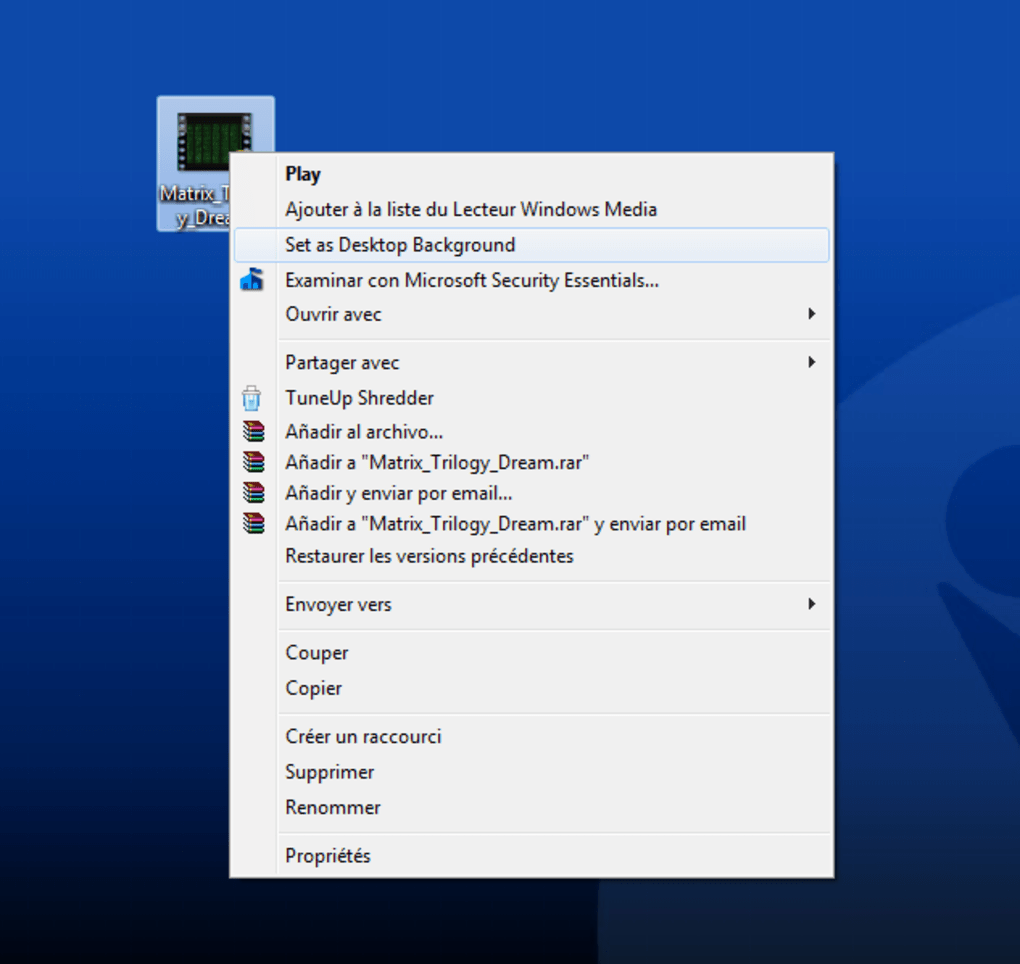 Matrix_T
y_Drea
Play
Ajouter à la liste du Lecteur Windows Media
Set as Desktop Background
Examinar con Microsoft Security Essentials...
Ouvrir avec
Partager avec
TuneUp Shredder
Añadir al archivo...
Añadir a "Matrix_Trilogy_Dream.rar"
Añadir y enviar por email...
Añadir a "Matrix_Trilogy_Dream.rar" y enviar por email
Restaurer les versions précédentes
Envoyer vers
Couper
Copier
Créer un raccourci
Supprimer
Renommer
Propriétés